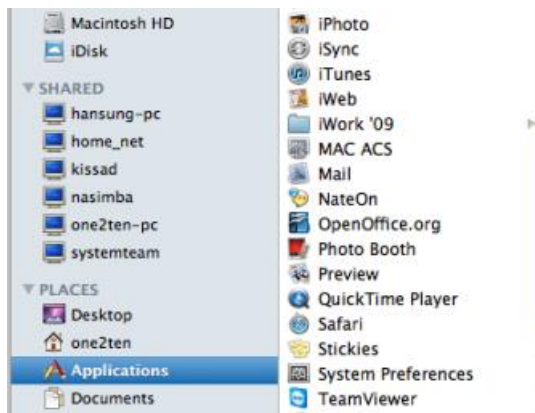 Macintosh HD
iDisk
SHARED
hansung-pc
home_net
kissad
nasimba
one2ten-pc
systemteam
PLACES
Desktop
one2ten
Applications
Documents
iPhoto
iSync
iTunes
iWeb
iWork '09
MAC ACS
Mail
NateOn
OpenOffice.org
Photo Booth
Preview
QuickTime Player
Safari
Stickies
System Preferences
TeamViewer